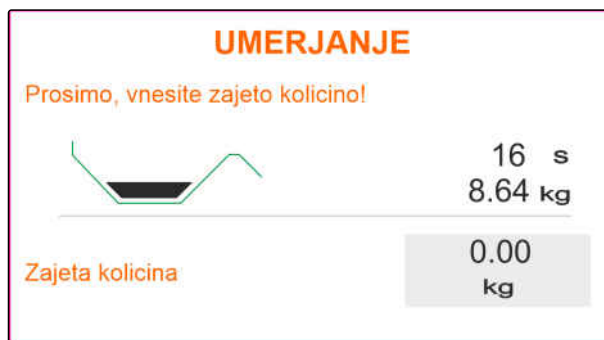 UMERJANJE
Prosimo, vnesite zajeto kolicino!
16 s
8.64 kg
Zajeta kolicina
0.00
kg